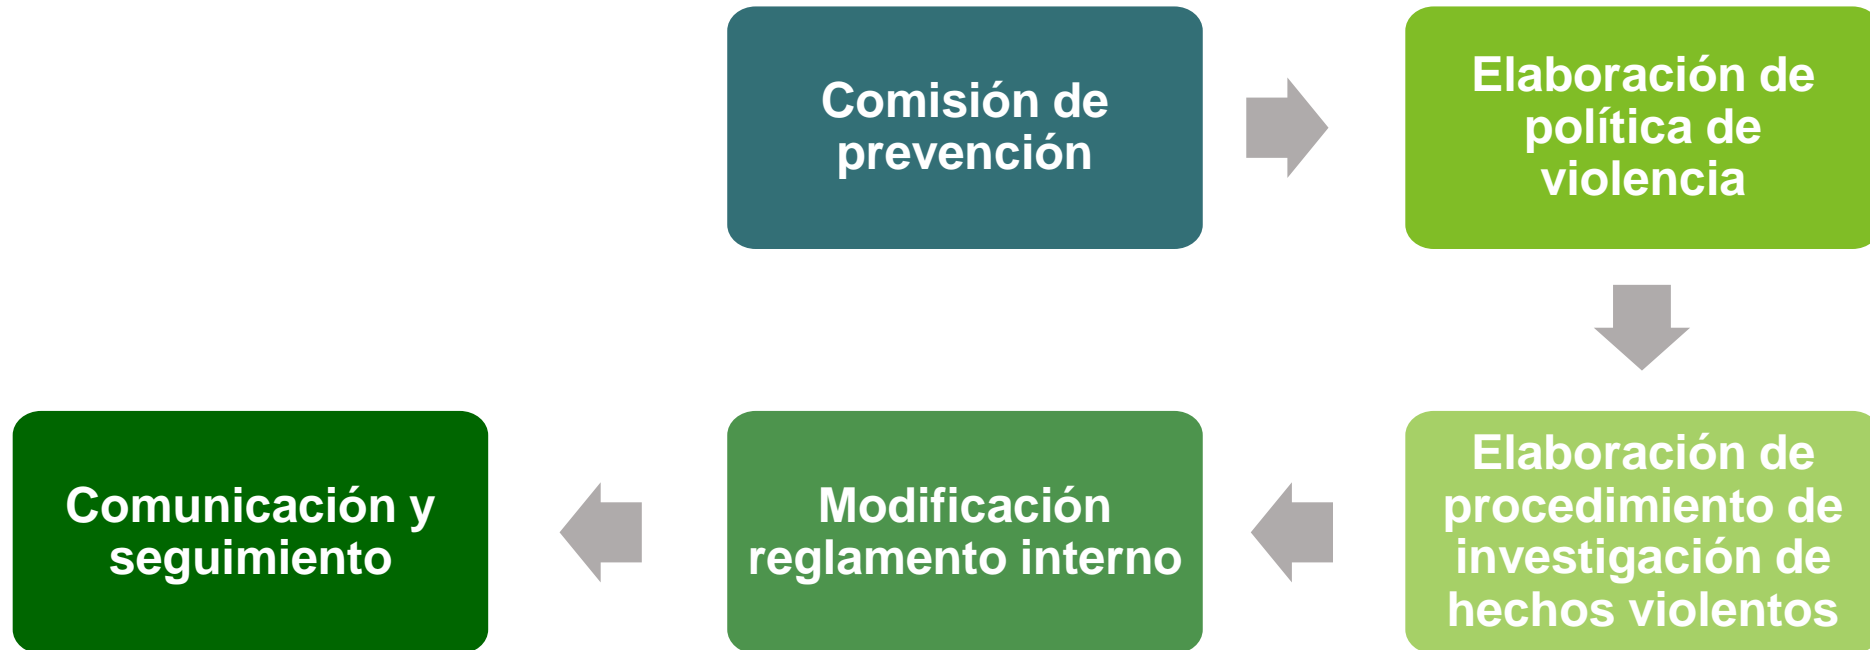 Comisión de
prevención
Elaboración de
política de
violencia
Elaboración de
procedimiento de
investigación de
hechos violentos
Modificación
reglamento interno
Comunicación y
seguimiento